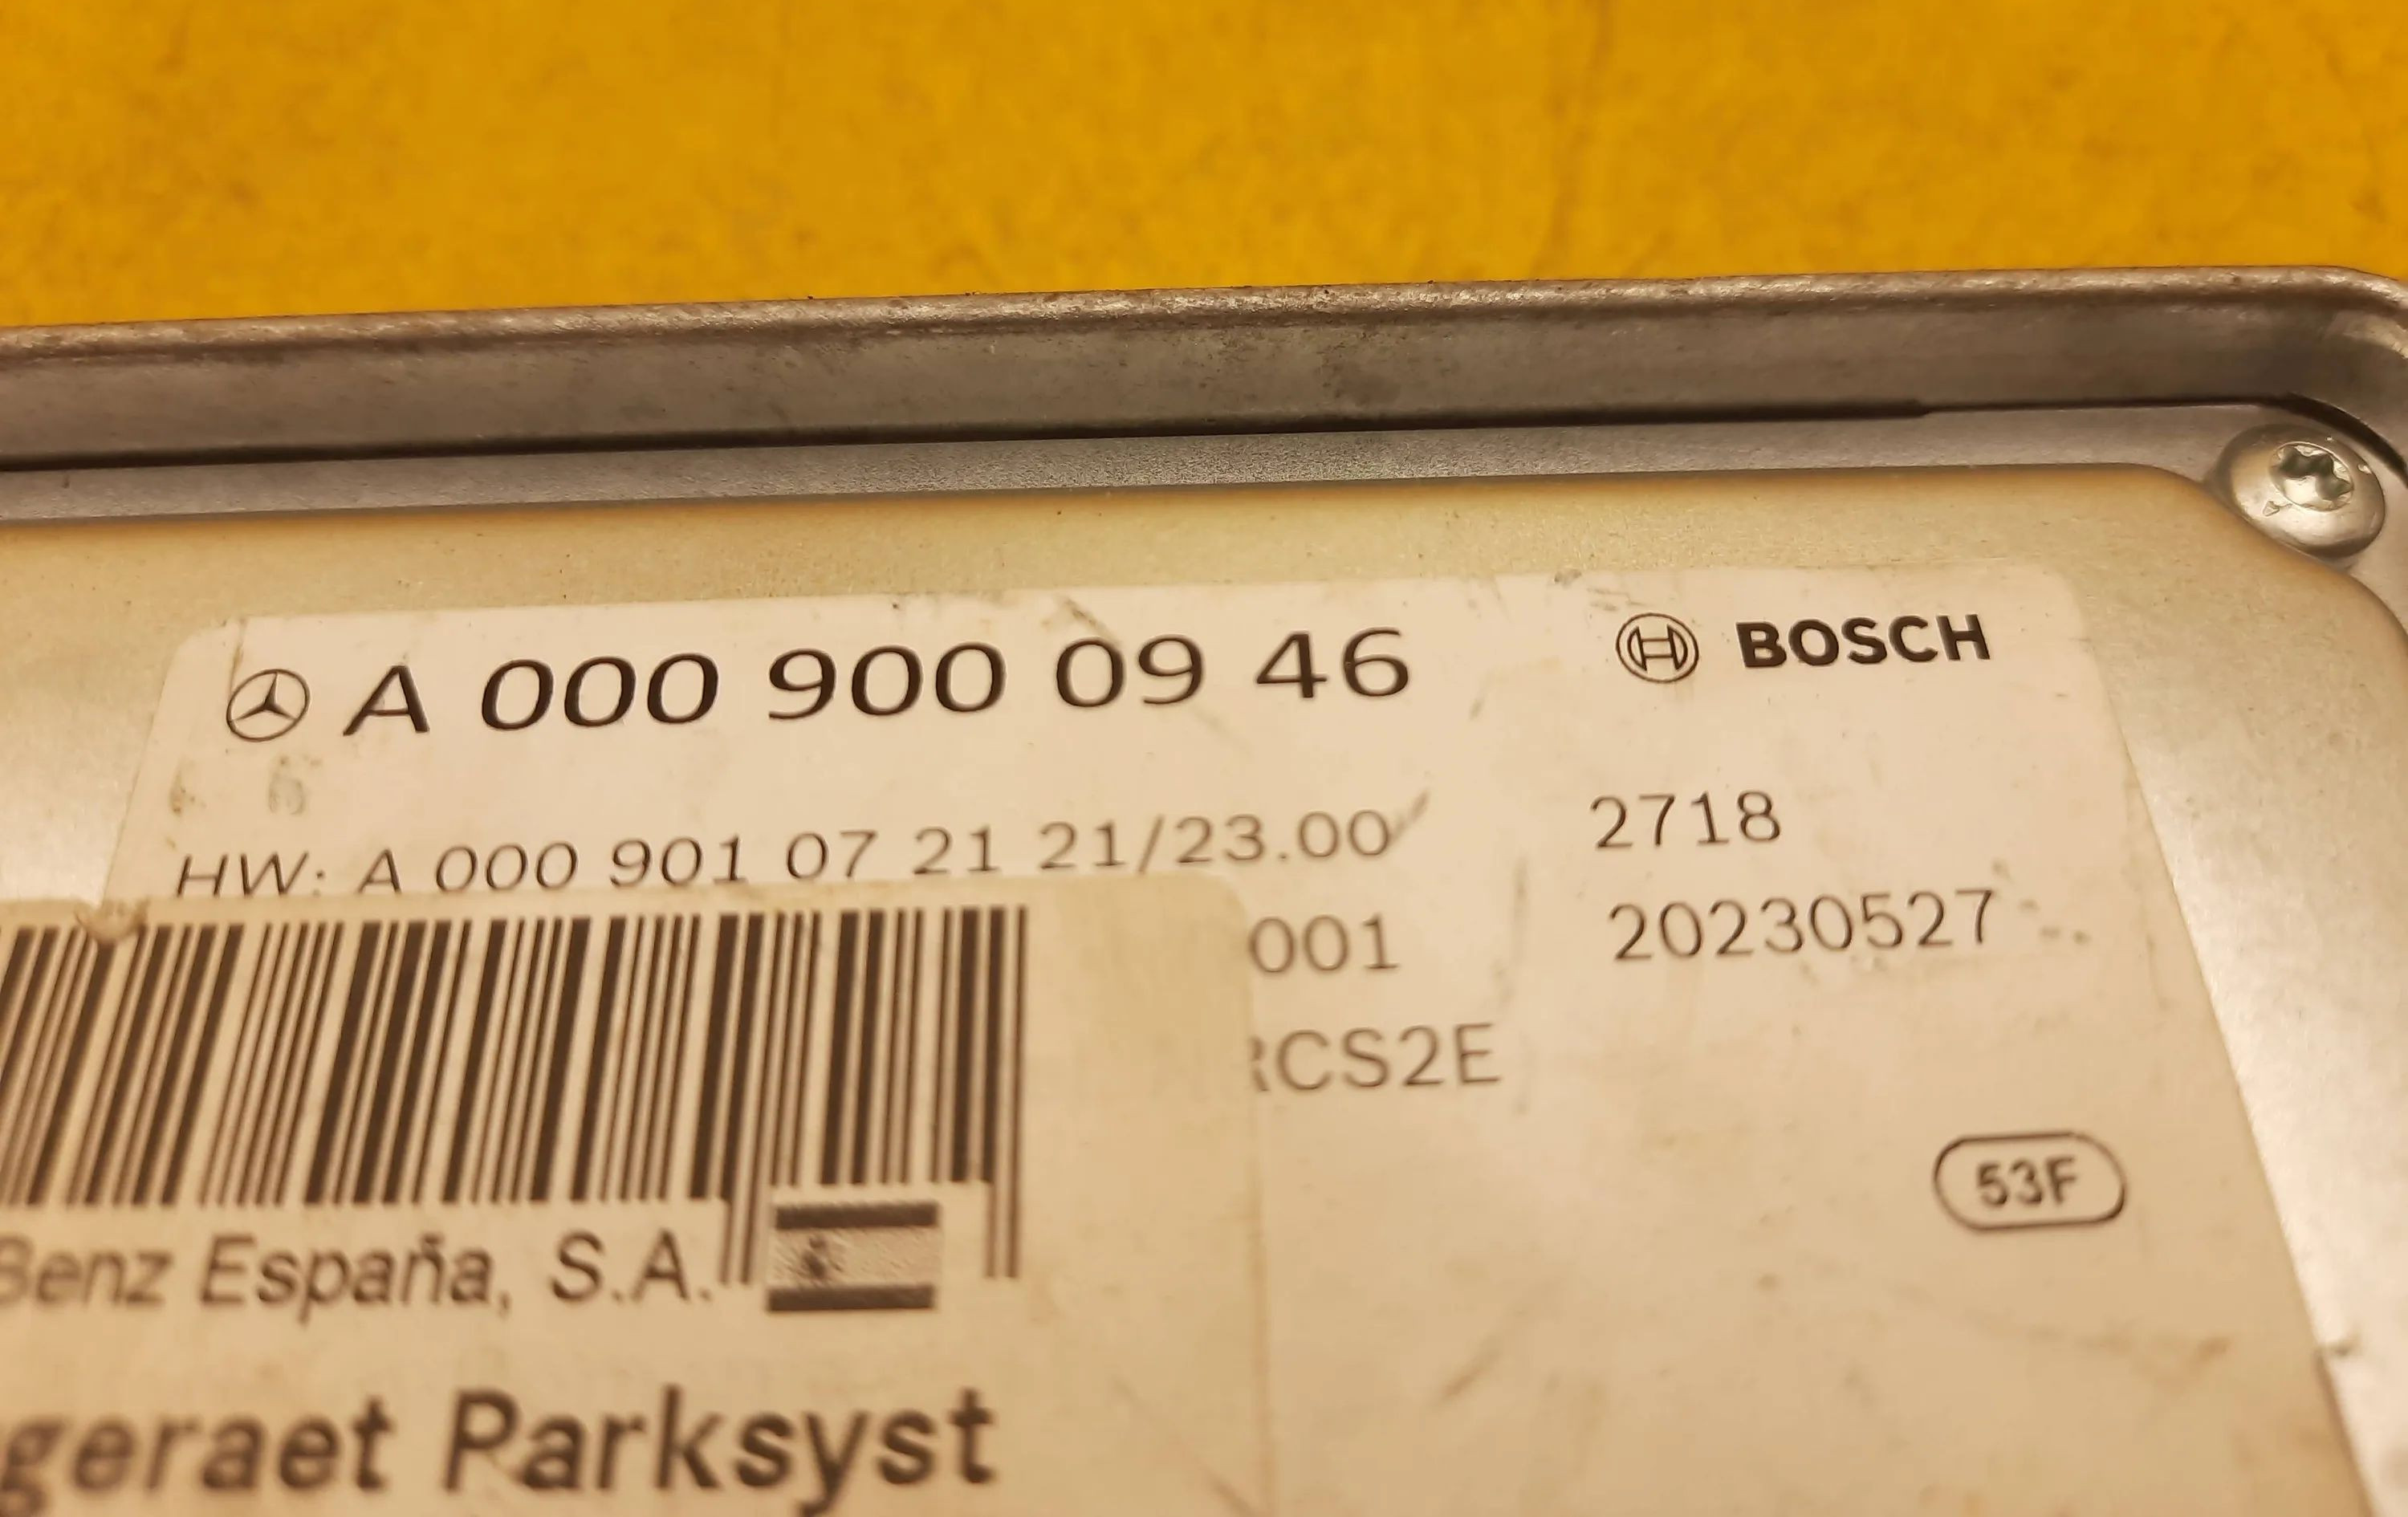 A 000 900 09 46
BOSCH
HW: A 000 901 07 21 21/23.00
2718
001
20230527
RCS2E
53F
Benz España, S.A.
geraet Parksyst